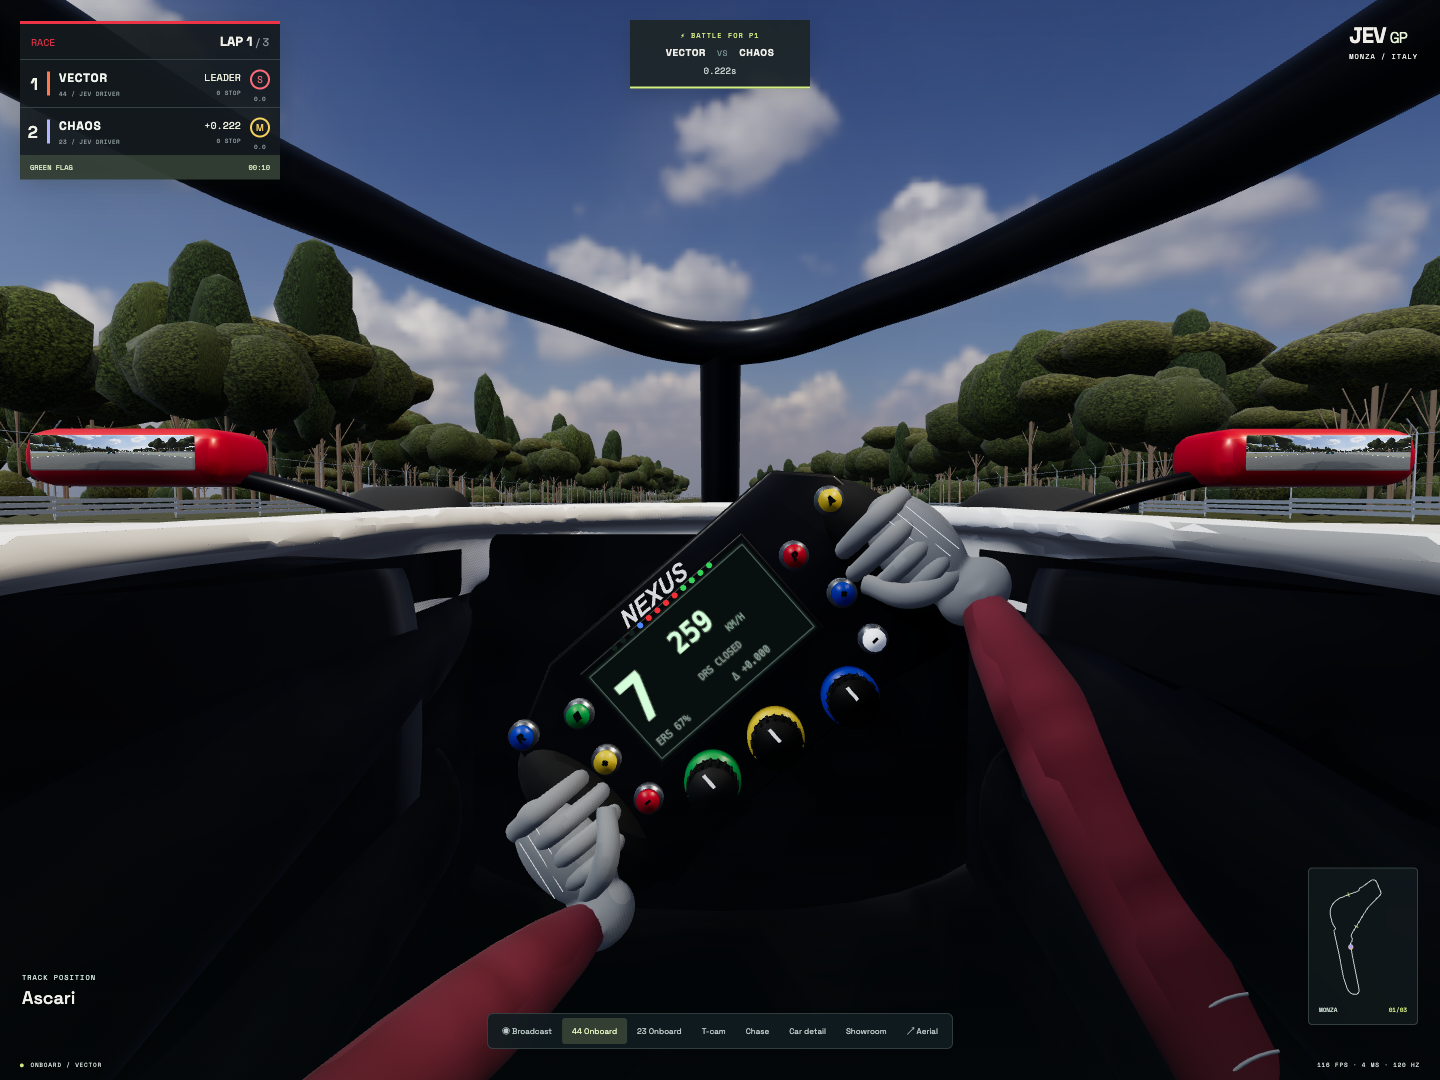 RACE
LAP 1 / 3
1 VECTOR LEADER S
44 / JEV DRIVER 0 STOP 0.0
2 CHAOS +0.222 M
23 / JEV DRIVER 0 STOP 0.0
GREEN FLAG 00:10
⚡ BATTLE FOR P1
VECTOR VS CHAOS
0.222s
JEV GP
MONZA / ITALY
NEXUS
259 KM/H
7
DRS CLOSED
Δ +0.000
ERS 67%
TRACK POSITION
Ascari
MONZA 01/03
Broadcast 44 Onboard 23 Onboard T-cam Chase Car detail Showroom Aerial
ONBOARD / VECTOR
116 FPS · 4 MS · 120 HZ